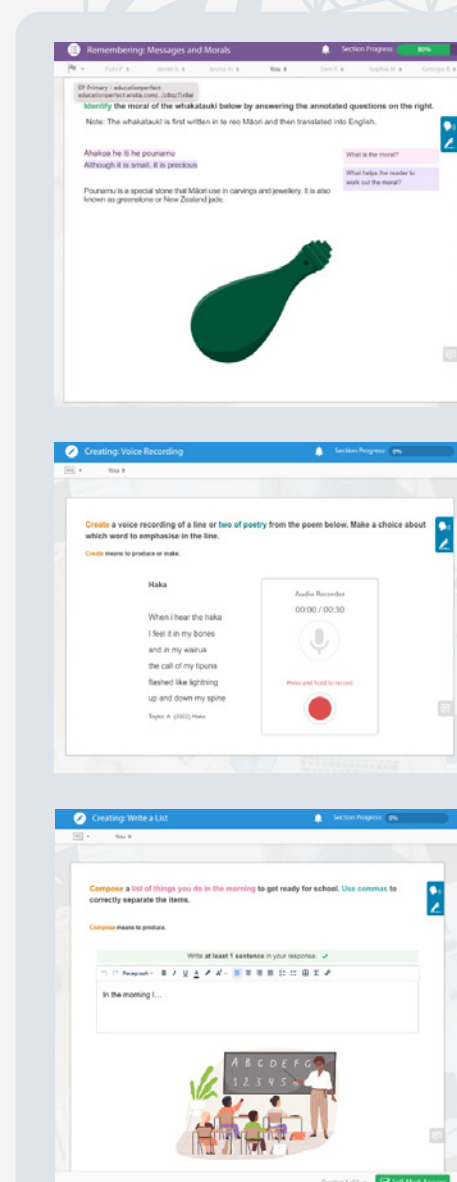 Remembering: Messages and Morals
Section Progress 80%
You
EP Primary - educationperfect
Identify the moral of the whakatauki below by answering the annotated questions on the right.
Note: The whakataukī is first written in te reo Māori and then translated into English.
Ahakoa he iti he pounamu
Although it is small, it is precious
What is the moral?
What helps the reader to
work out the moral?
Pounamu is a special stone that Māori use in carvings and jewellery. It is also
known as greenstone or New Zealand jade.
Creating: Voice Recording
Section Progress 0%
You
Create a voice recording of a line or two of poetry from the poem below. Make a choice about
which word to emphasise in the line.
Create means to produce or make.
Haka
When i hear the haka
I feel it in my bones
and in my wairua
the call of my tipuna
flashed like lightning
up and down my spine
Taylor, A. (2022) Haka
Audio Recorder
00:00 / 00:30
Press and hold to record
Creating: Write a List
Section Progress 0%
You
Compose a list of things you do in the morning to get ready for school. Use commas to
correctly separate the items.
Compose means to produce.
Write at least 1 sentence in your response.
Paragraph
In the morning I...
A B C D E F G
1 2 3 4 5
Self-Mark Answer